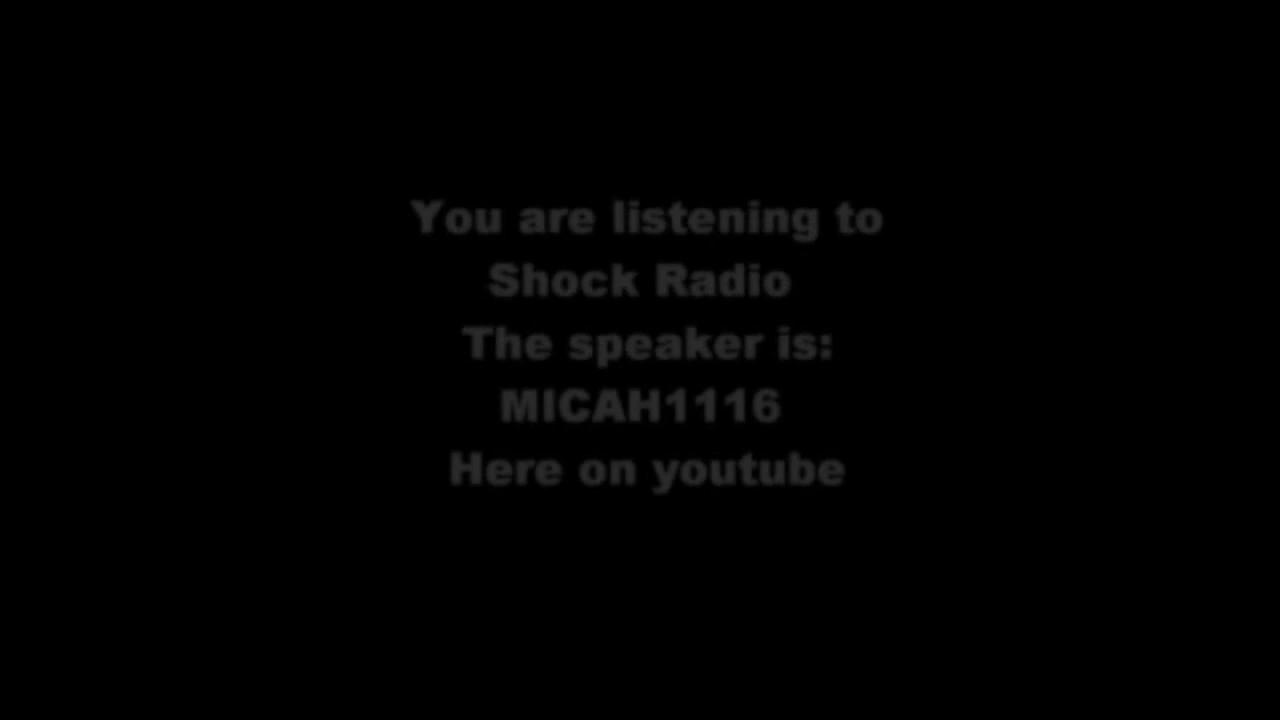 You are listening to
Shock Radio
The speaker is:
MICAH1116
Here on youtube